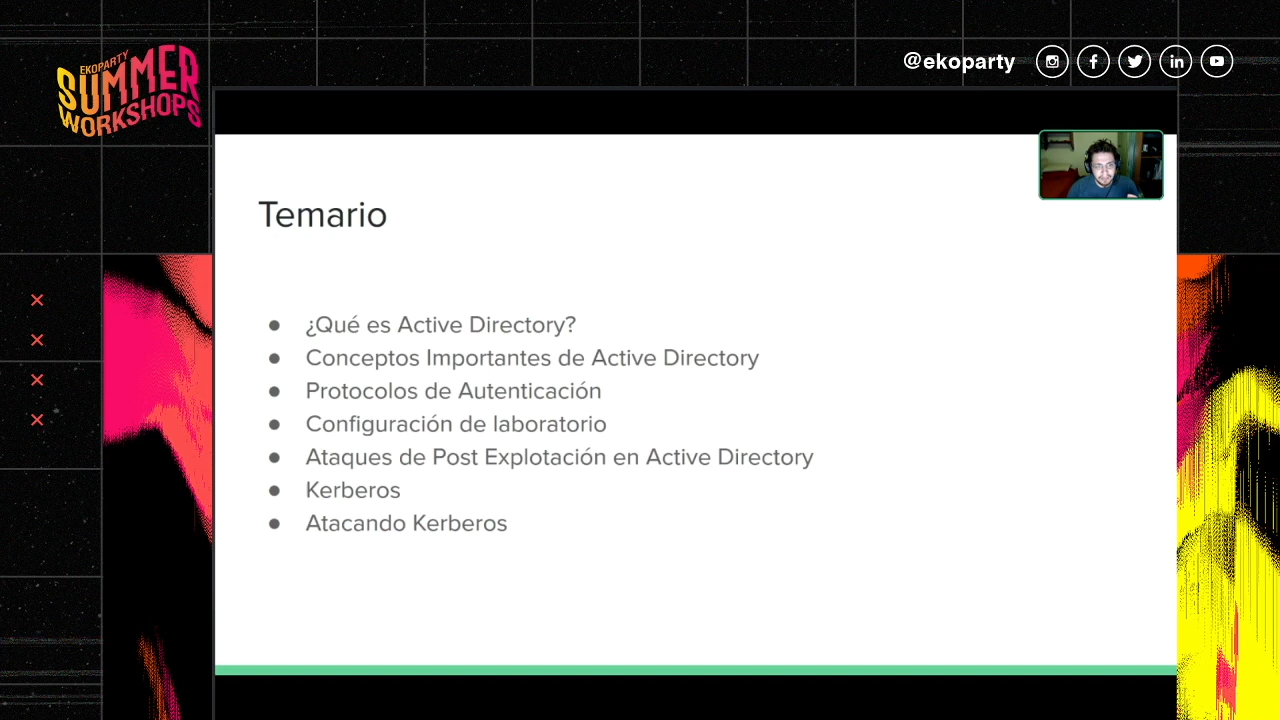 EKOPARTY
SUMMER
WORKSHOPS
@ekoparty
Temario
¿Qué es Active Directory?
Conceptos Importantes de Active Directory
Protocolos de Autenticación
Configuración de laboratorio
Ataques de Post Explotación en Active Directory
Kerberos
Atacando Kerberos